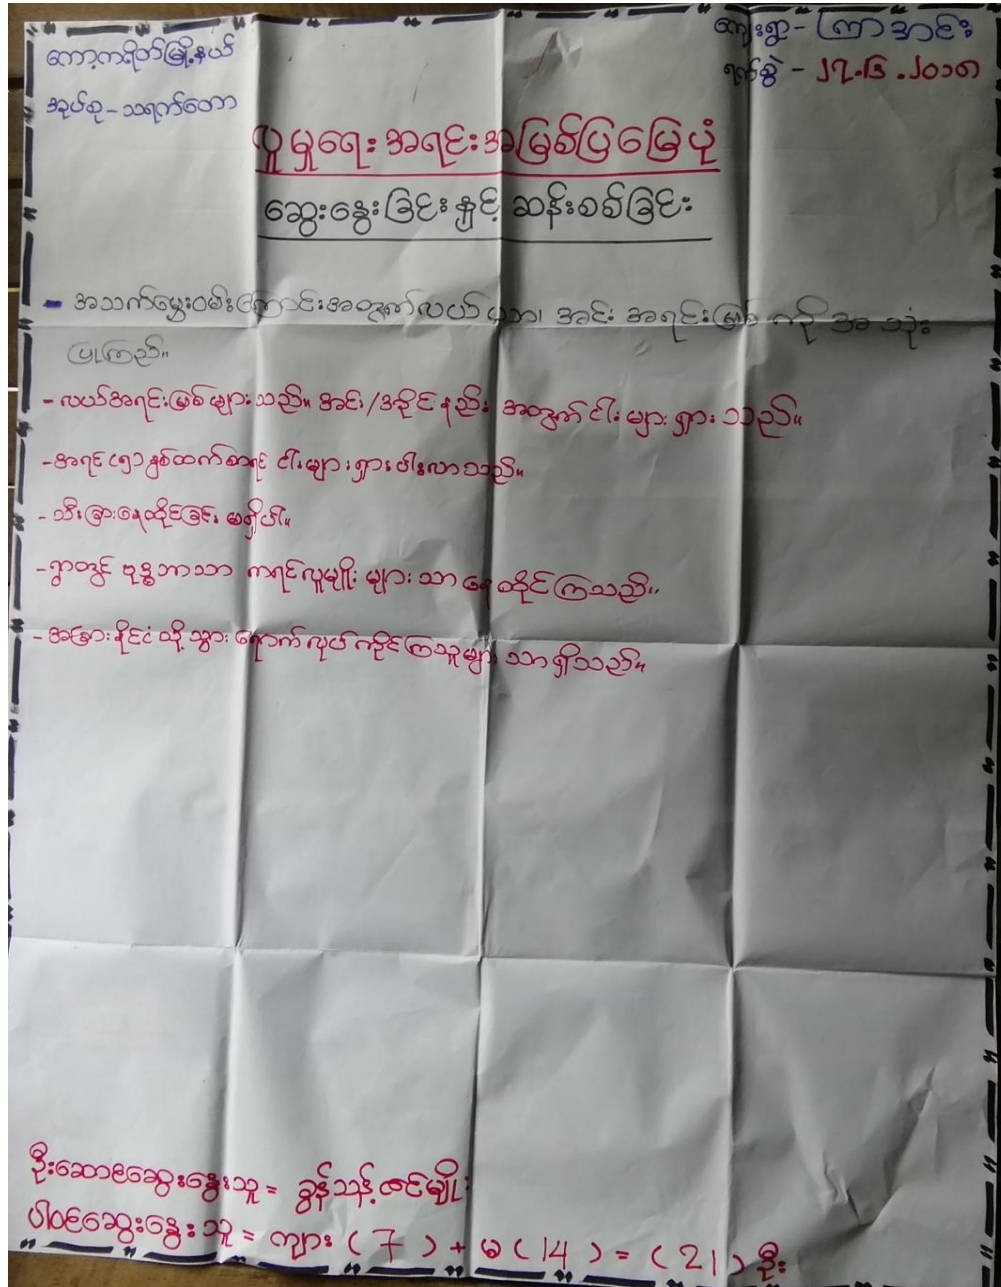 ကော့ကရိတ်မြို့နယ်
ကျေးရွာ - ကြာအင်း
အုပ်စု - သရက်တော
ရက်စွဲ - ၂၇.၆.၂၀၁၈
လူမှုရေးအရင်းအမြစ်ပြမြေပုံ
ဆွေးနွေးခြင်းနှင့် ဆန်းစစ်ခြင်း
- အသက်မွေးဝမ်းကြောင်းအတွက်လယ် အင်း အရင်းမြစ် ကို အသုံး
ပြုကြည်။
- လယ်အရင်းမြစ်များသည်။ အင်း/အိုင်နည်း အတွက် ငါးများ ရှားသည်။
- အရင် (၅) နှစ်ထက်စာရင် ငါးများ ရှားပါးလာသည်။
- သီးခြားနေထိုင်ခြင်း မရှိပါ။
- ရွာတွင် ဗုဒ္ဓဘာသာ ကရင်လူမျိုး များ သာ နေထိုင်ကြသည်။
- အခြားနိုင်ငံသို့ သွားရောက်လုပ်ကိုင်ကြသူများ သာ ရှိသည်။
ဦးဆောင်ဆွေးနွေးသူ = ခွန်သန့်ဇင်မျိုး
ပါဝင်ဆွေးနွေးသူ = ကျား ( 7 ) + မ ( 14 ) = ( 21 ) ဦး